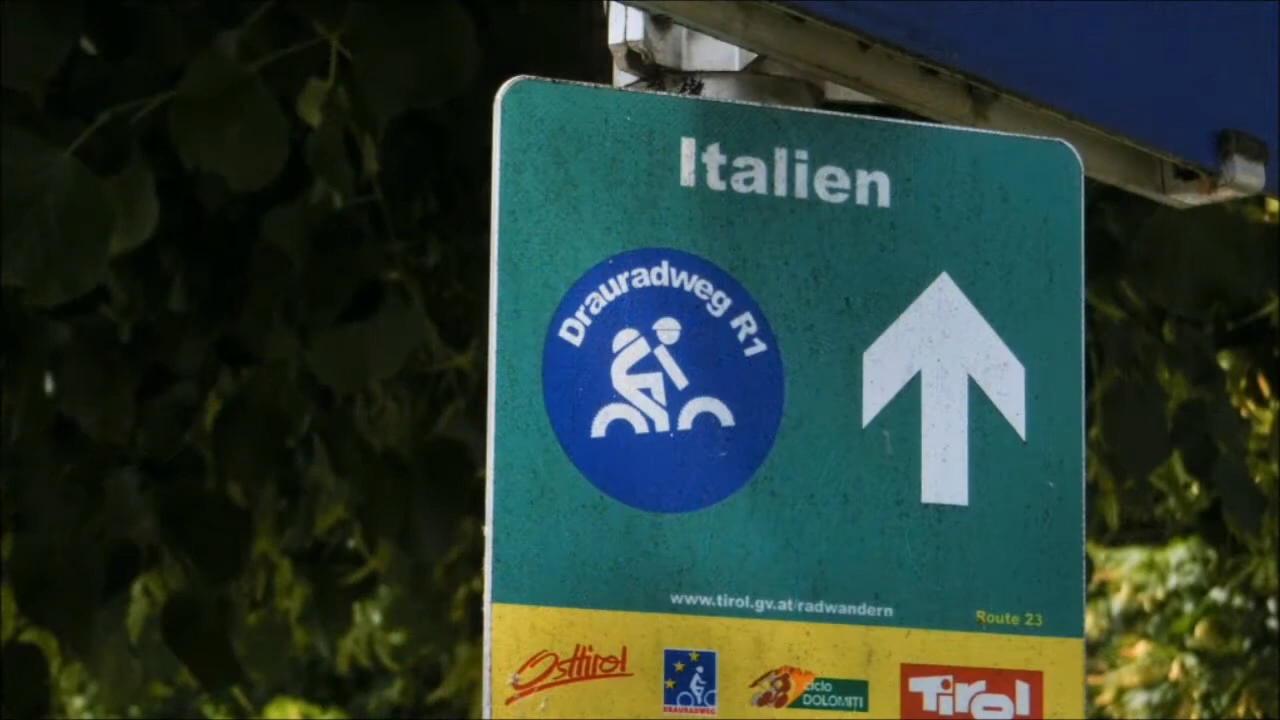 Italien
Drauradweg R1
www.tirol.gv.at/radwandern
Route 23
Osttirol
DRAURADWEG
ciclo
DOLOMITI
Tirol